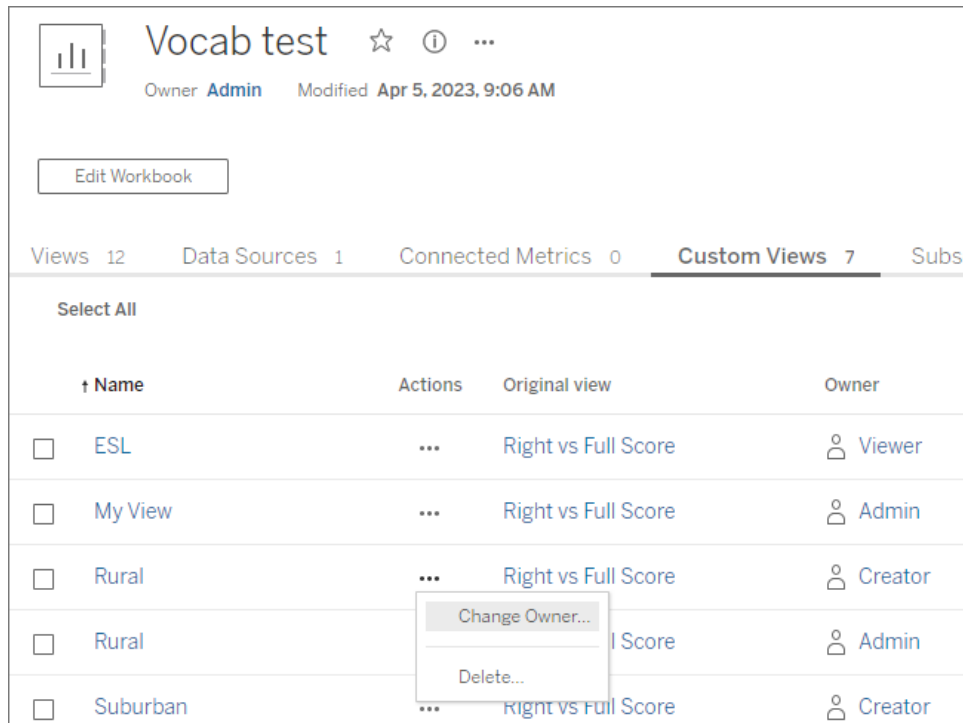 Vocab test
Owner Admin Modified Apr 5, 2023, 9:06 AM
Edit Workbook
Views 12 Data Sources 1 Connected Metrics 0 Custom Views 7 Subs
Select All
↑ Name Actions Original view Owner
ESL ••• Right vs Full Score Viewer
My View ••• Right vs Full Score Admin
Rural ••• Right vs Full Score Creator
Change Owner...
Rural l Score Admin
Delete...
Suburban ••• Right vs Full Score Creator